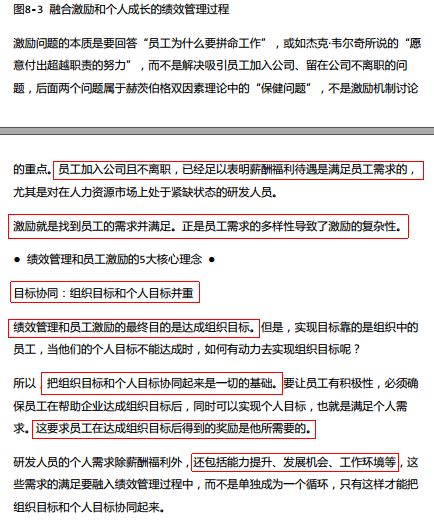 图8-3 融合激励和个人成长的绩效管理过程
激励问题的本质是要回答“员工为什么要拼命工作”，或如杰克·韦尔奇所说的“愿
意付出超越职责的努力”，而不是解决吸引员工加入公司、留在公司不离职的问
题，后面两个问题属于赫茨伯格双因素理论中的“保健问题”，不是激励机制讨论
的重点。员工加入公司且不离职，已经足以表明薪酬福利待遇是满足员工需求的，
尤其是对在人力资源市场上处于紧缺状态的研发人员。
激励就是找到员工的需求并满足。正是员工需求的多样性导致了激励的复杂性。
● 绩效管理和员工激励的5大核心理念 ●
目标协同：组织目标和个人目标并重
绩效管理和员工激励的最终目的是达成组织目标。但是，实现目标靠的是组织中的
员工，当他们的个人目标不能达成时，如何有动力去实现组织目标呢？
所以，把组织目标和个人目标协同起来是一切的基础。要让员工有积极性，必须确
保员工在帮助企业达成组织目标后，同时可以实现个人目标，也就是满足个人需
求。这要求员工在达成组织目标后得到的奖励是他所需要的。
研发人员的个人需求除薪酬福利外，还包括能力提升、发展机会、工作环境等，这
些需求的满足要融入绩效管理过程中，而不是单独成为一个循环，只有这样才能把
组织目标和个人目标协同起来。